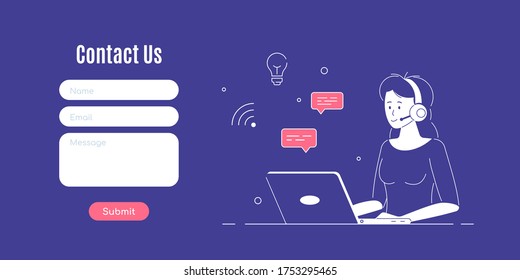 Contact Us
Name
Email
Message
Submit
shutterstock.com · 1753295465